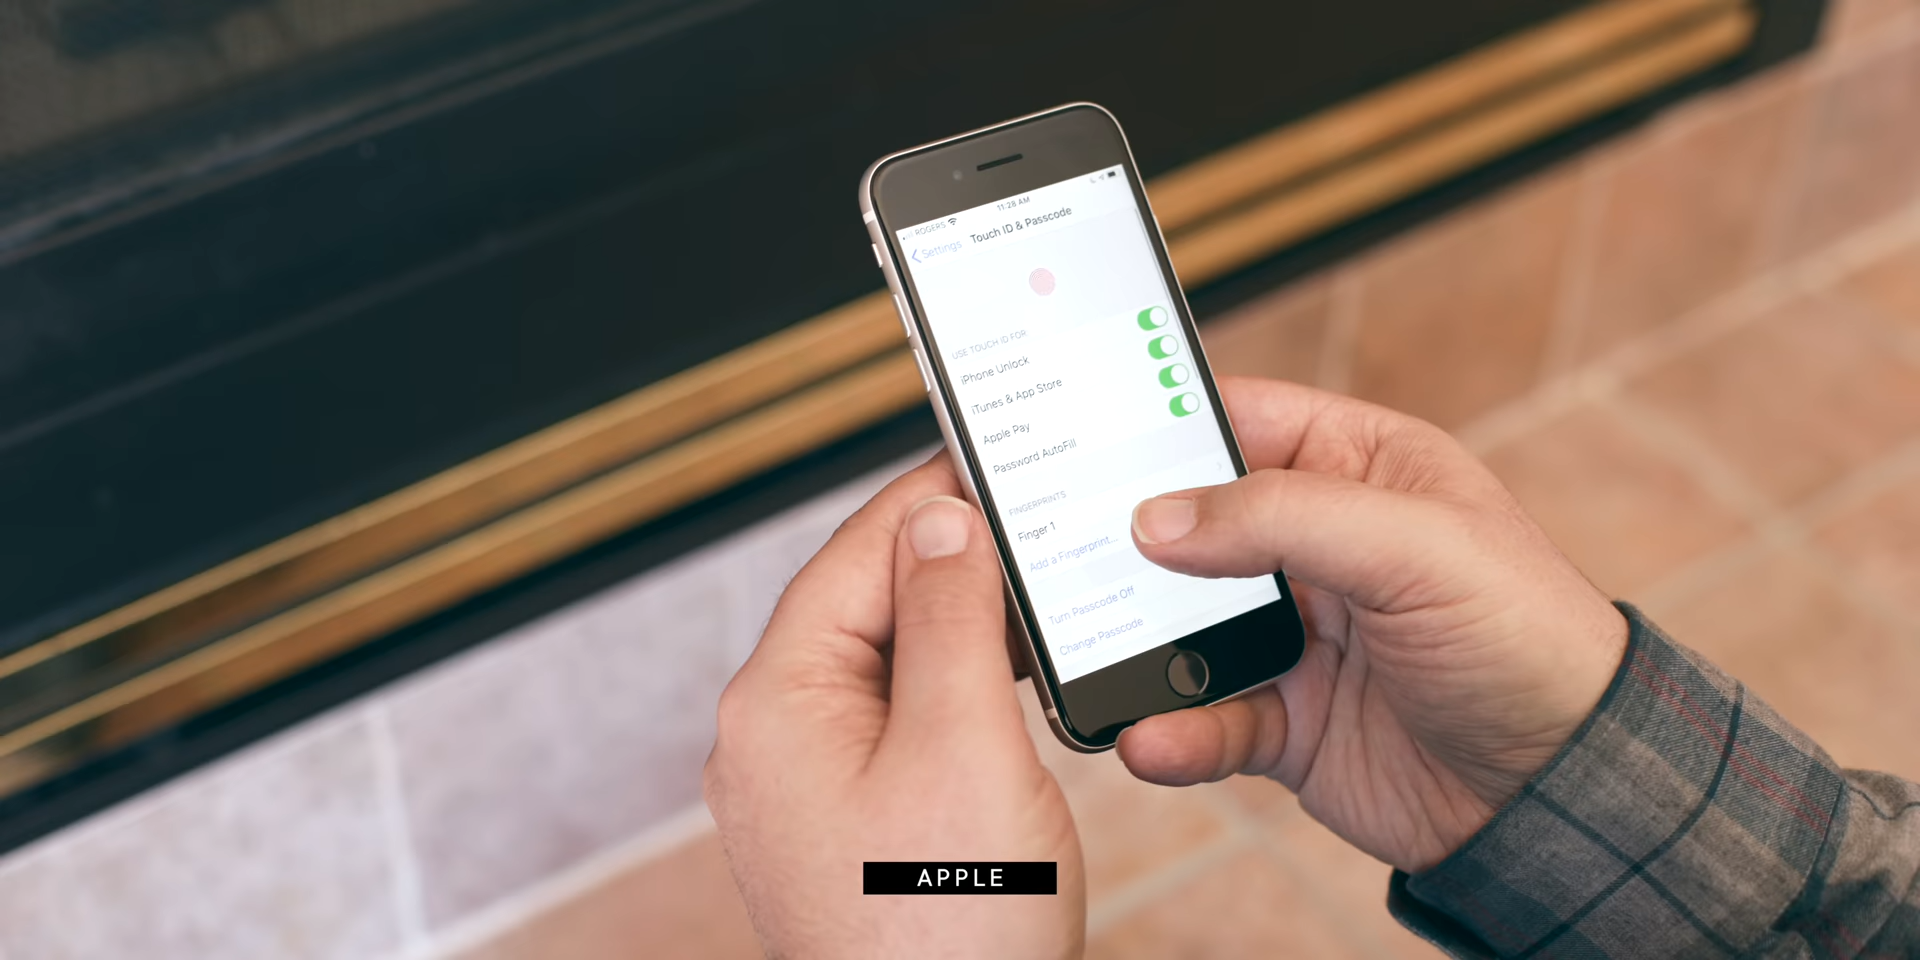 ROGERS
11:28 AM
Settings
Touch ID & Passcode
USE TOUCH ID FOR:
iPhone Unlock
iTunes & App Store
Apple Pay
Password AutoFill
FINGERPRINTS
Finger 1
Add a Fingerprint...
Turn Passcode Off
Change Passcode
APPLE